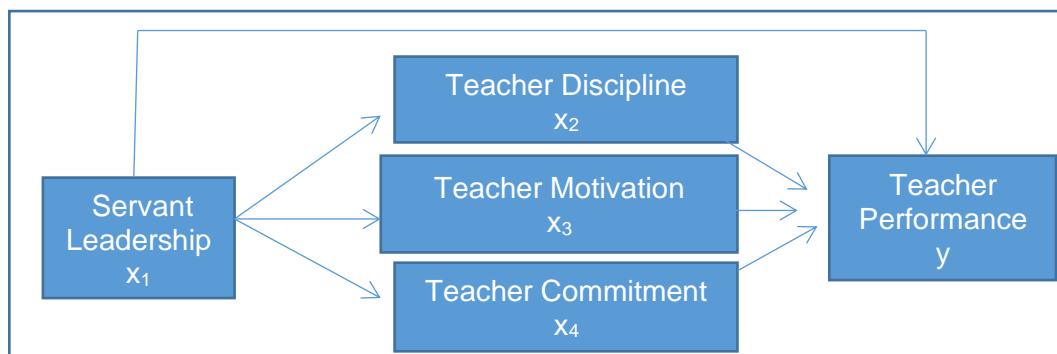 Servant
Leadership
x₁
Teacher Discipline
x₂
Teacher Motivation
x₃
Teacher Commitment
x₄
Teacher
Performance
y